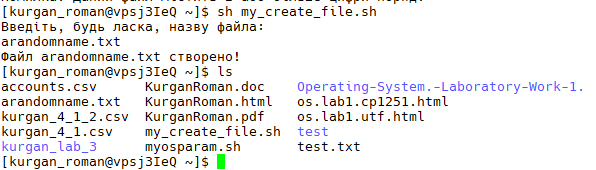 [kurgan_roman@vpsj3IeQ ~]$ sh my_create_file.sh
Введіть, будь ласка, назву файла:
arandomname.txt
Файл arandomname.txt створено!
[kurgan_roman@vpsj3IeQ ~]$ ls
accounts.csv KurganRoman.doc Operating-System.-Laboratory-Work-1.
arandomname.txt KurganRoman.html os.lab1.cp1251.html
kurgan_4_1_2.csv KurganRoman.pdf os.lab1.utf.html
kurgan_4_1.csv my_create_file.sh test
kurgan_lab_3 myosparam.sh test.txt
[kurgan_roman@vpsj3IeQ ~]$